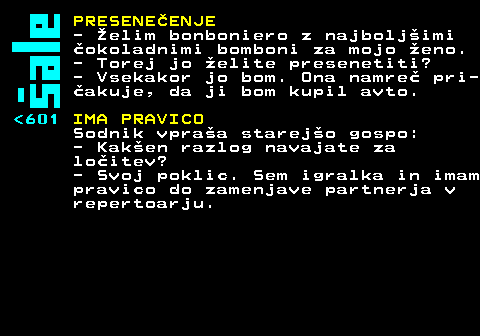 Šale
PRESENEČENJE
- Želim bonboniero z najboljšimi
čokoladnimi bomboni za mojo ženo.
- Torej jo želite presenetiti?
- Vsekakor jo bom. Ona namreč pri-
čakuje, da ji bom kupil avto.
<601 IMA PRAVICO
Sodnik vpraša starejšo gospo:
- Kakšen razlog navajate za
ločitev?
- Svoj poklic. Sem igralka in imam
pravico do zamenjave partnerja v
repertoarju.